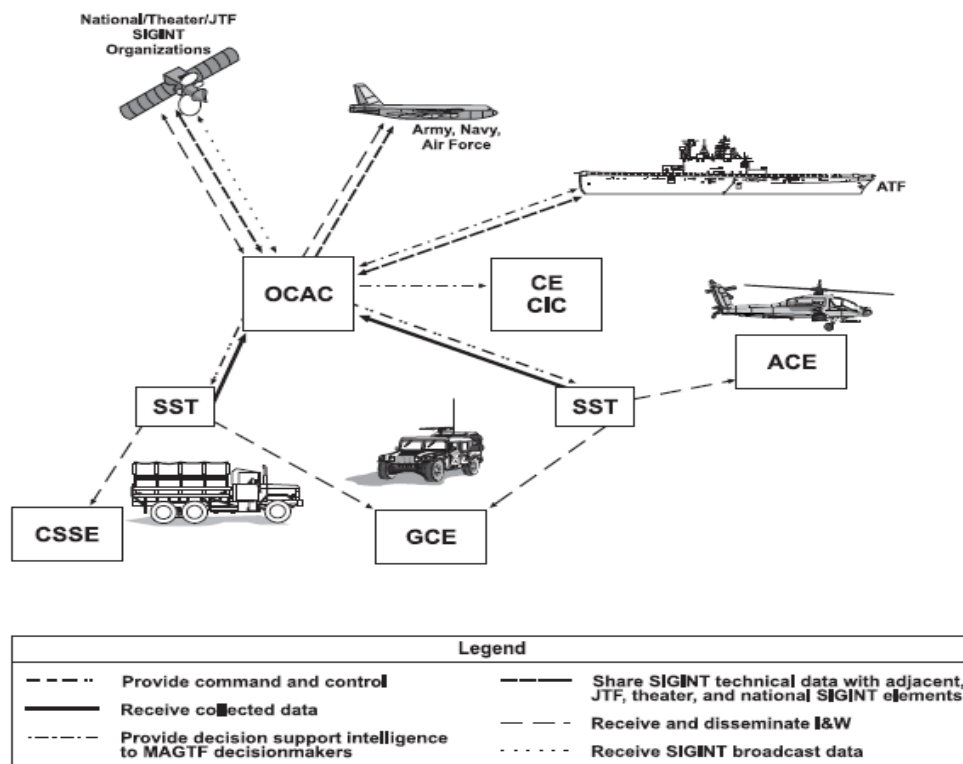 National/Theater/JTF
SIGINT
Organizations
Army, Navy,
Air Force
ATF
OCAC
CE
CIC
ACE
SST
SST
CSSE
GCE
Legend
Provide command and control
Receive collected data
Provide decision support intelligence
to MAGTF decisionmakers
Share SIGINT technical data with adjacent,
JTF, theater, and national SIGINT elements
Receive and disseminate I&W
Receive SIGINT broadcast data